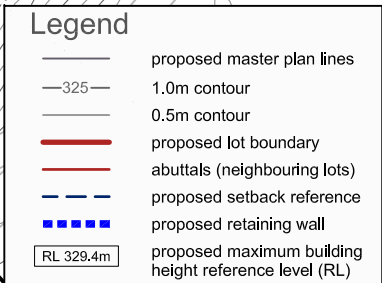 Legend
proposed master plan lines
325 1.0m contour
0.5m contour
proposed lot boundary
abuttals (neighbouring lots)
proposed setback reference
proposed retaining wall
RL 329.4m proposed maximum building
height reference level (RL)